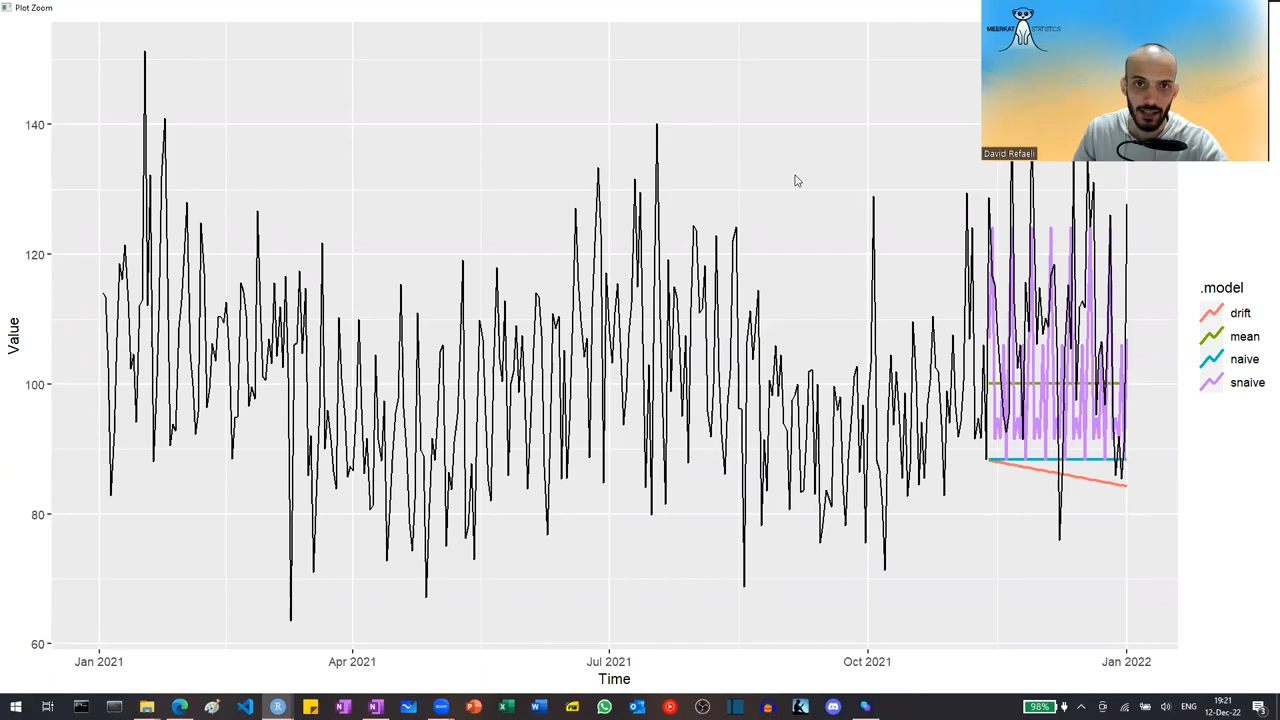 Plot Zoom
MEERKAT STATISTICS
David Refaeli
140
120
100
80
60
Value
Jan 2021
Apr 2021
Jul 2021
Oct 2021
Jan 2022
Time
.model
drift
mean
naive
snaive
98%
ENG
19:21
12-Dec-22